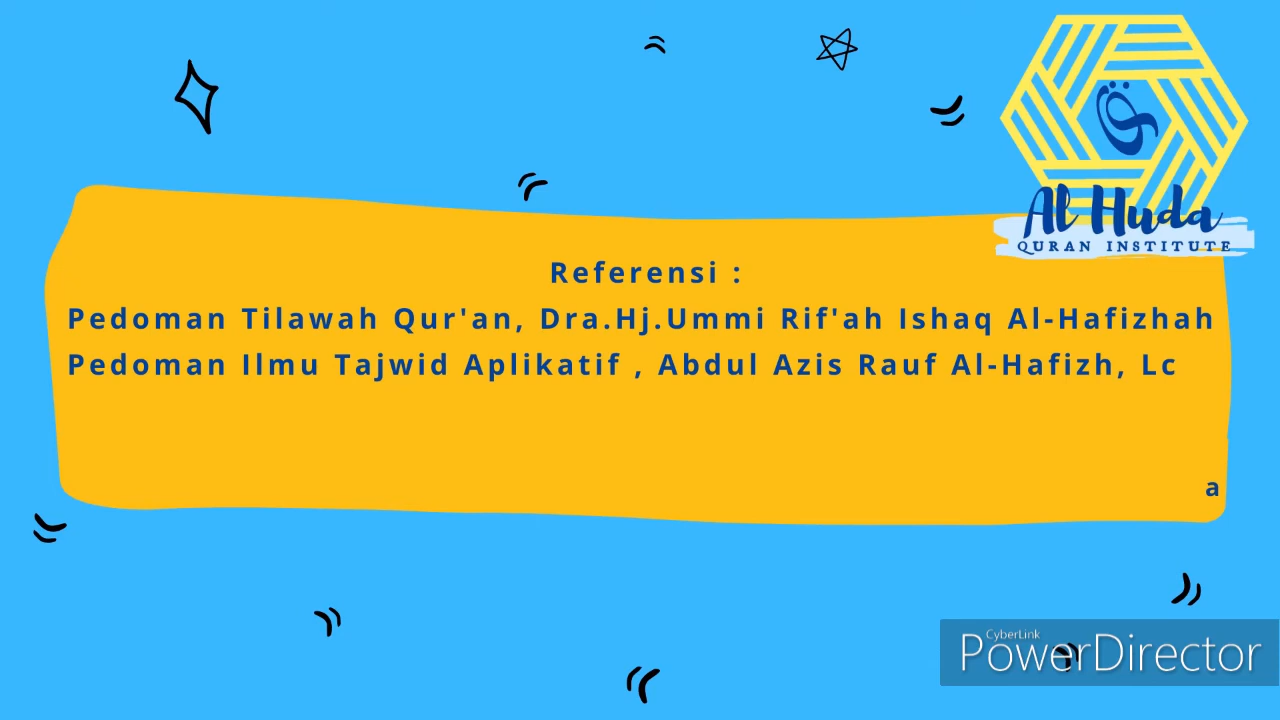 Al Huda
QURAN INSTITUTE
Referensi :
Pedoman Tilawah Qur'an, Dra.Hj.Ummi Rif'ah Ishaq Al-Hafizhah
Pedoman Ilmu Tajwid Aplikatif , Abdul Azis Rauf Al-Hafizh, Lc
a
CyberLink
PowerDirector